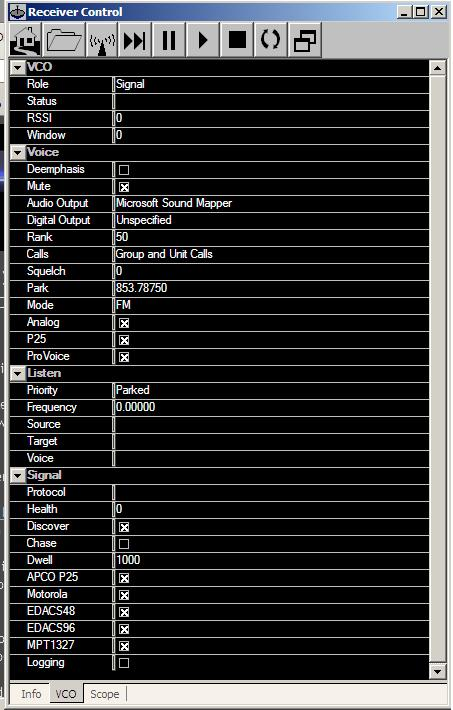 Receiver Control
VCO
Role Signal
Status
RSSI 0
Window 0
Voice
Deemphasis
Mute
Audio Output Microsoft Sound Mapper
Digital Output Unspecified
Rank 50
Calls Group and Unit Calls
Squelch 0
Park 853.78750
Mode FM
Analog
P25
ProVoice
Listen
Priority Parked
Frequency 0.00000
Source
Target
Voice
Signal
Protocol
Health 0
Discover
Chase
Dwell 1000
APCO P25
Motorola
EDACS48
EDACS96
MPT1327
Logging
Info VCO Scope